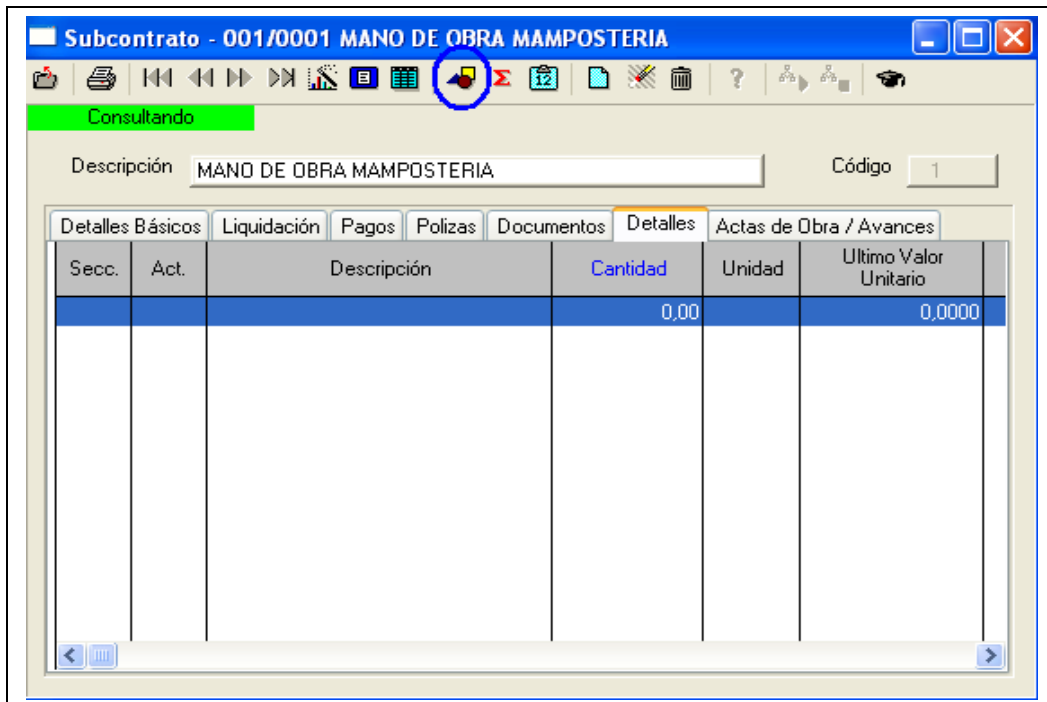 Subcontrato - 001/0001 MANO DE OBRA MAMPOSTERIA
12
?
Consultando
Descripción MANO DE OBRA MAMPOSTERIA Código 1
Detalles Básicos Liquidación Pagos Polizas Documentos Detalles Actas de Obra / Avances
Secc. Act. Descripción Cantidad Unidad Ultimo Valor
Unitario
0,00 0,0000